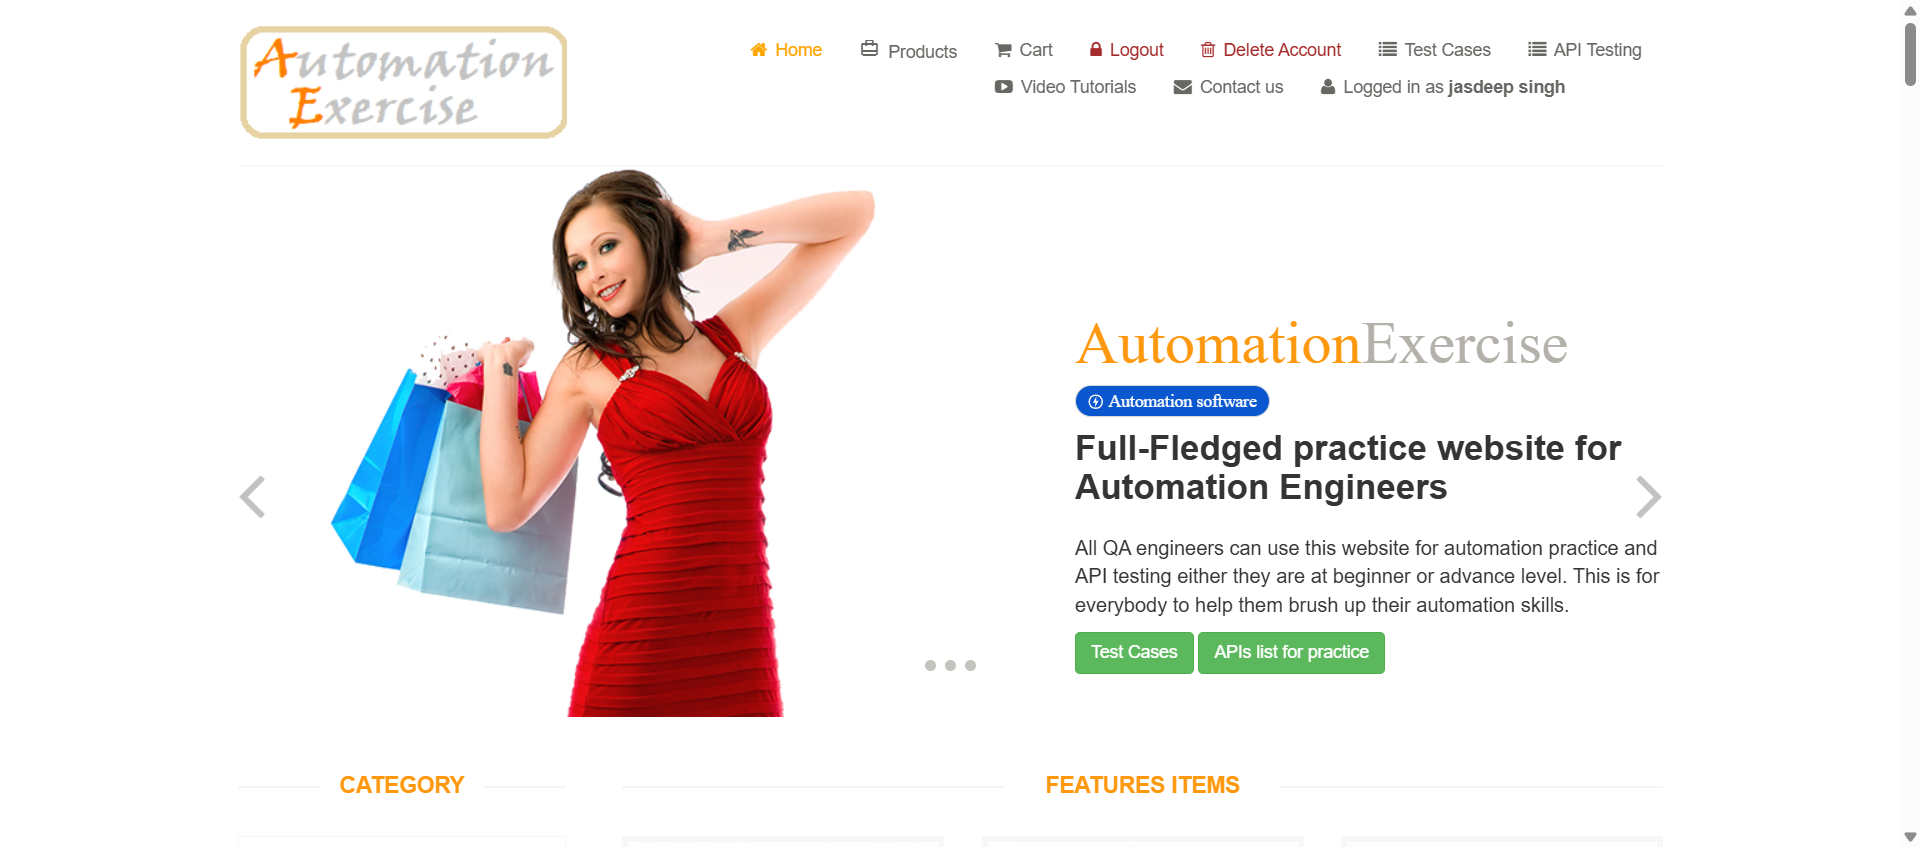 Automation
Exercise
Home Products Cart Logout Delete Account Test Cases API Testing
Video Tutorials Contact us Logged in as jasdeep singh
AutomationExercise
Automation software
Full-Fledged practice website for
Automation Engineers
All QA engineers can use this website for automation practice and
API testing either they are at beginner or advance level. This is for
everybody to help them brush up their automation skills.
Test Cases APIs list for practice
CATEGORY
FEATURES ITEMS